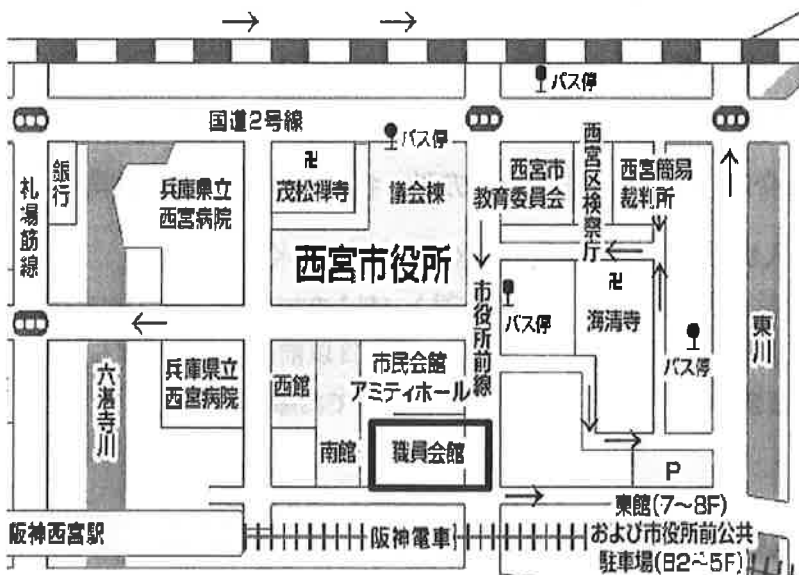 バス停
国道2号線
バス停
銀行
札場筋線
兵庫県立
西宮病院
卍
茂松禅寺
議会棟
西宮市
教育委員会
西宮区検察庁
西宮簡易
裁判所
西宮市役所
市役所前線
バス停
卍
海清寺
バス停
東川
六湛寺川
兵庫県立
西宮病院
西館
市民会館
アミティホール
南館
職員会館
P
東館(7～8F)
および市役所前公共
駐車場(B2～5F)
阪神西宮駅
阪神電車